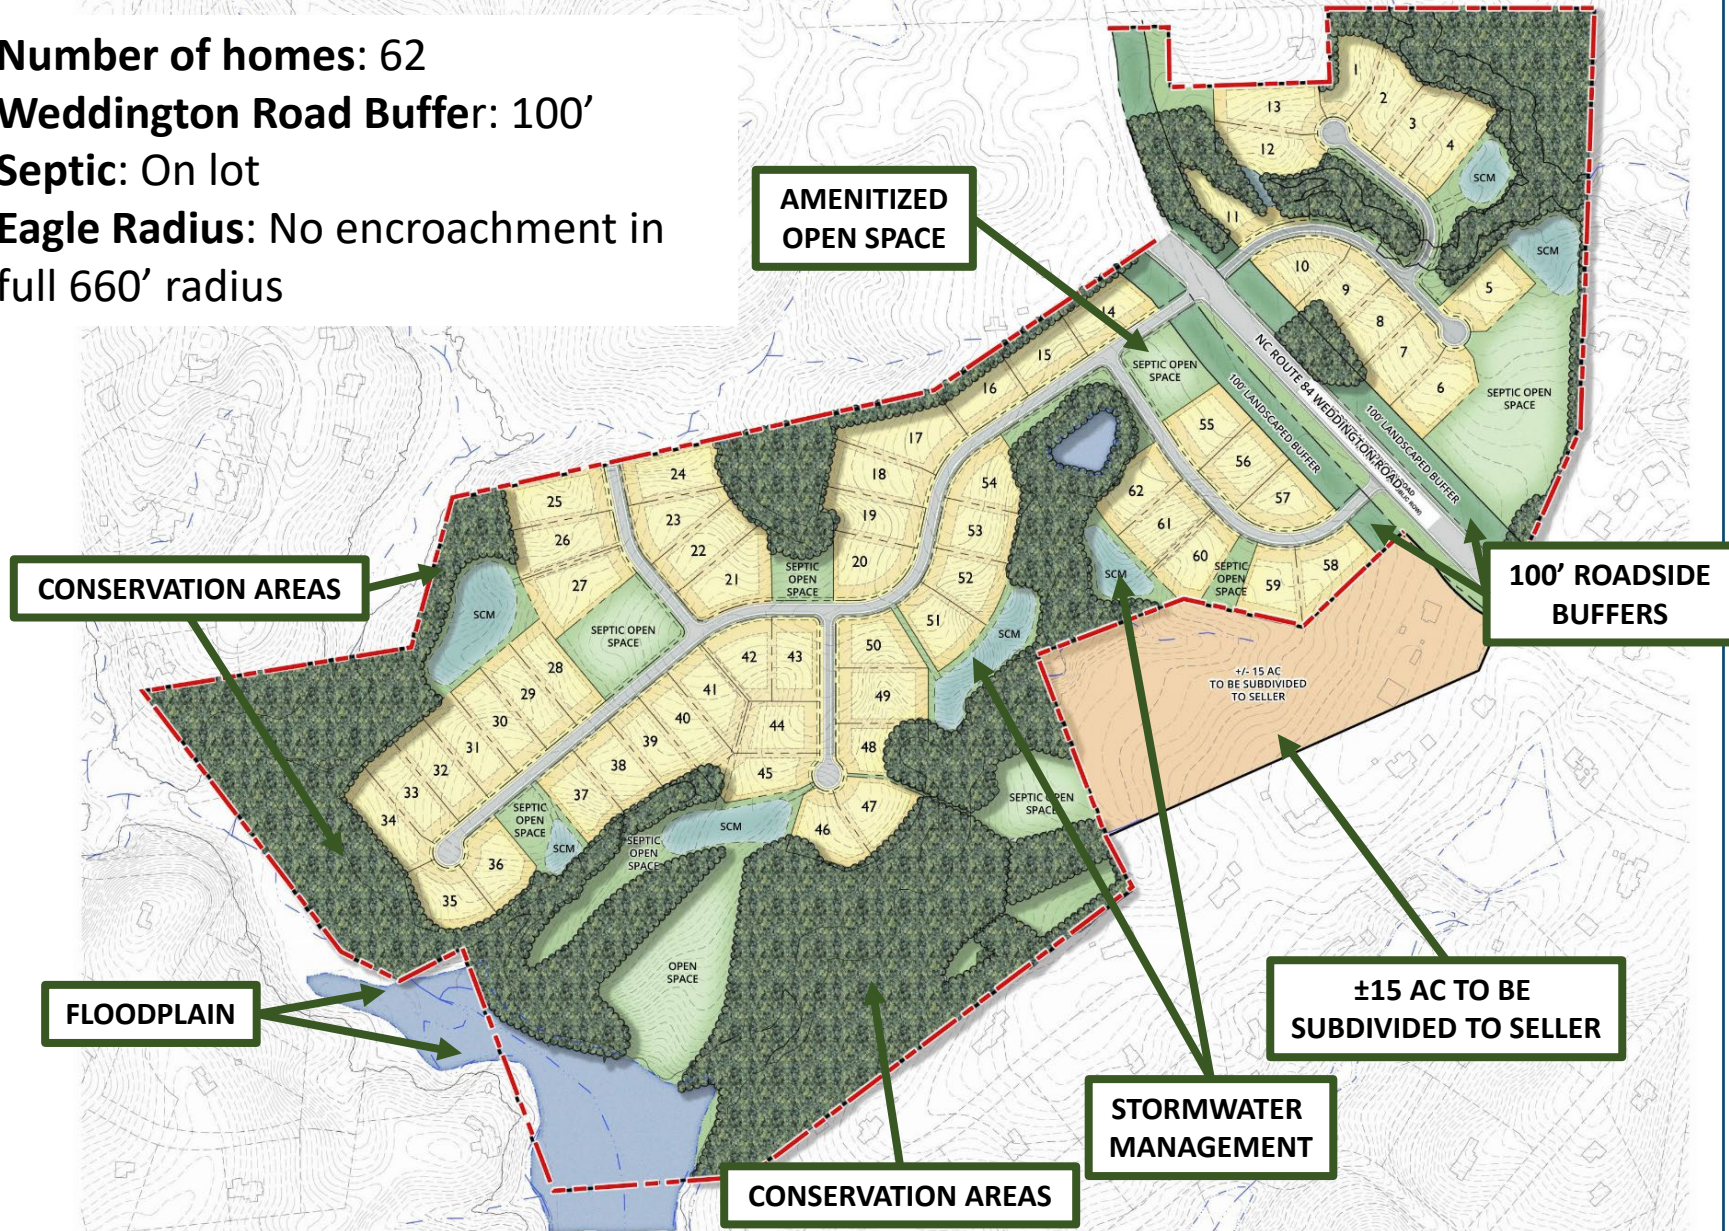 Number of homes: 62
Weddington Road Buffer: 100’
Septic: On lot
Eagle Radius: No encroachment in
full 660’ radius
AMENITIZED
OPEN SPACE
1
2
3
4
13
12
SCM
11
SCM
10
9
8
7
6
5
SEPTIC OPEN
SPACE
NC ROUTE 84 WEDDINGTON ROAD
100' LANDSCAPED BUFFER
100' LANDSCAPED BUFFER
14
15
16
17
18
19
20
SEPTIC OPEN
SPACE
55
56
57
58
59
60
61
62
SEPTIC
OPEN
SPACE
SCM
54
53
52
51
SCM
24
23
22
21
25
26
27
SEPTIC
OPEN
SPACE
SEPTIC OPEN
SPACE
SCM
CONSERVATION AREAS
100’ ROADSIDE
BUFFERS
+/- 15 AC
TO BE SUBDIVIDED
TO SELLER
28
29
30
31
32
33
34
35
36
37
38
39
40
41
42
43
44
45
46
47
48
49
50
SEPTIC
OPEN
SPACE
SCM
SEPTIC
OPEN
SPACE
SCM
SEPTIC OPEN
SPACE
OPEN
SPACE
FLOODPLAIN
±15 AC TO BE
SUBDIVIDED TO SELLER
STORMWATER
MANAGEMENT
CONSERVATION AREAS